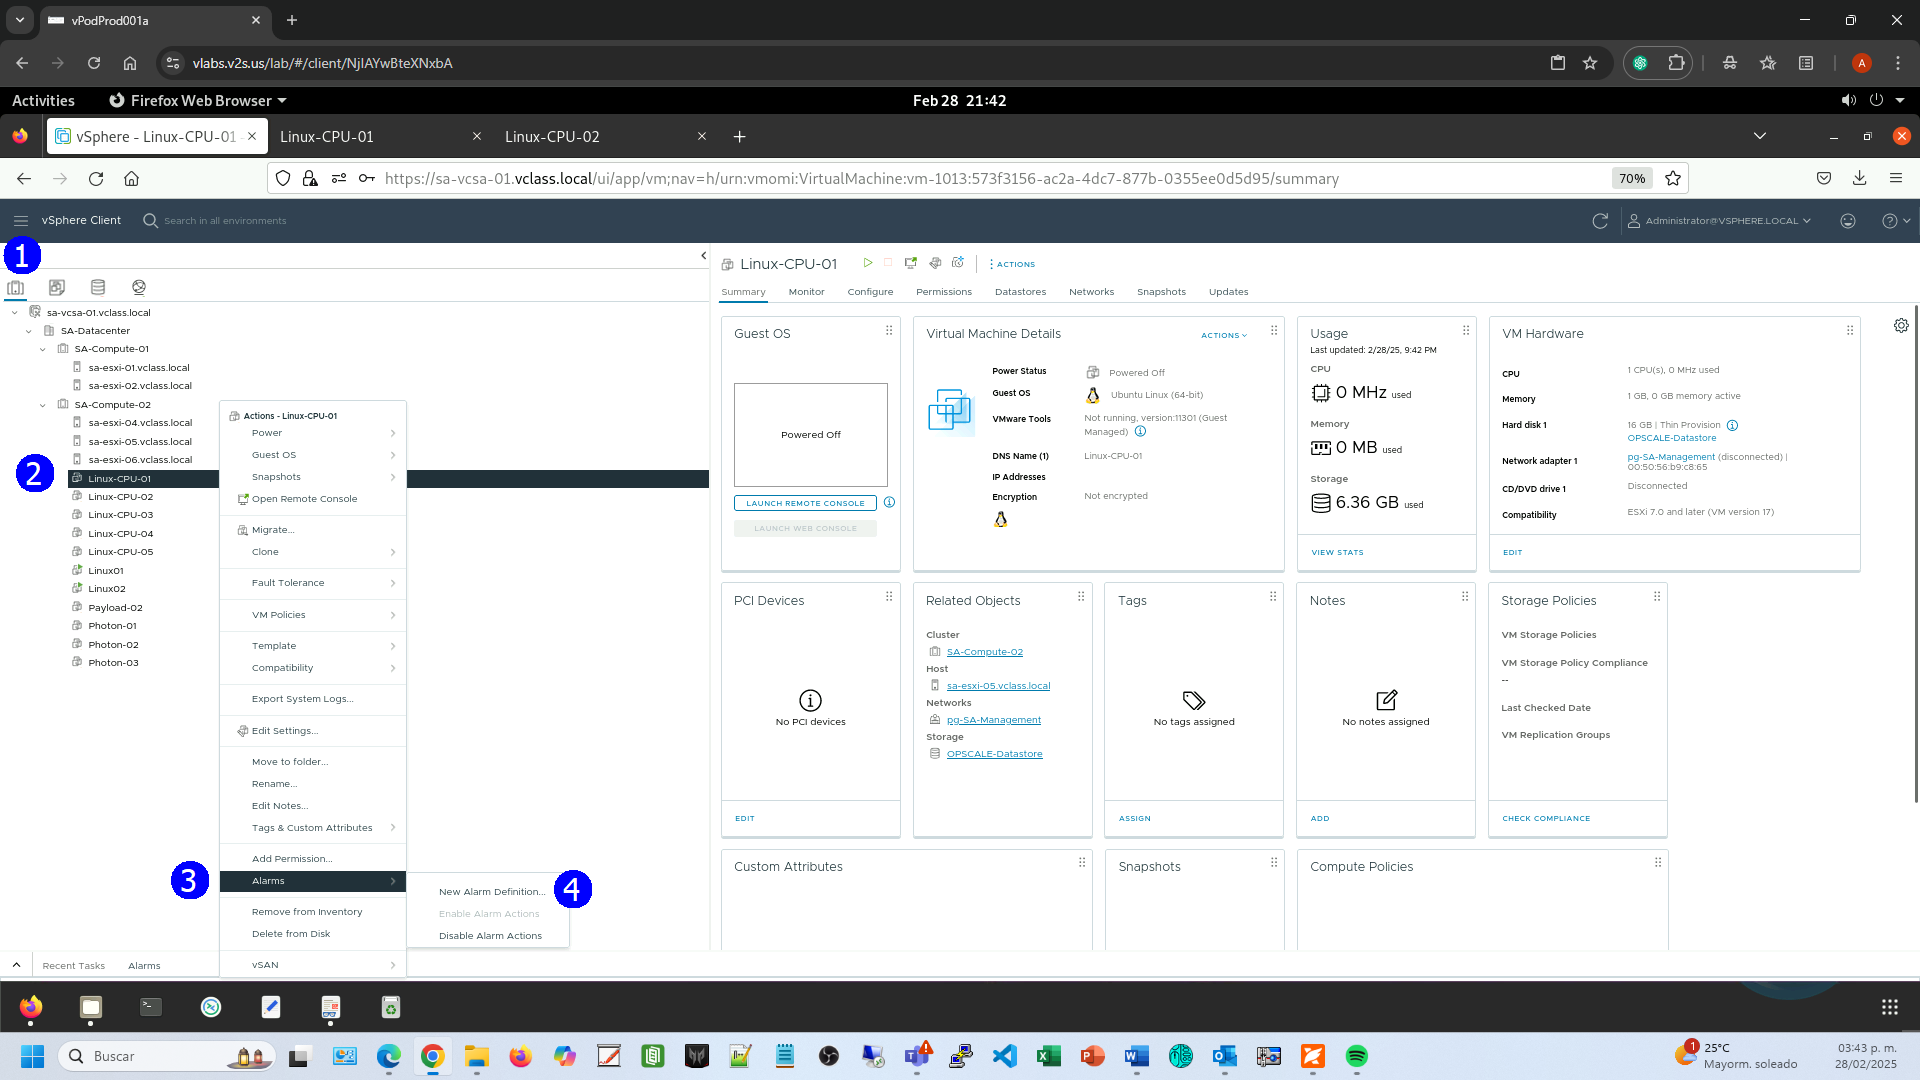 vPodProd001a
vlabs.v2s.us/lab/#/client/NjIAYwBteXNxbA
A
Activities
Firefox Web Browser
Feb 28 21:42
vSphere - Linux-CPU-01 -
Linux-CPU-01
Linux-CPU-02
https://sa-vcsa-01.vclass.local/ui/app/vm;nav=h/urn:vmomi:VirtualMachine:vm-1013:573f3156-ac2a-4dc7-877b-0355ee0d5d95/summary
70%
vSphere Client
Search in all environments
Administrator@VSPHERE.LOCAL
1
sa-vcsa-01.vclass.local
SA-Datacenter
SA-Compute-01
sa-esxi-01.vclass.local
sa-esxi-02.vclass.local
SA-Compute-02
sa-esxi-04.vclass.local
sa-esxi-05.vclass.local
sa-esxi-06.vclass.local
2
Linux-CPU-01
Linux-CPU-02
Linux-CPU-03
Linux-CPU-04
Linux-CPU-05
Linux01
Linux02
Payload-02
Photon-01
Photon-02
Photon-03
Actions - Linux-CPU-01
Power
Guest OS
Snapshots
Open Remote Console
Migrate...
Clone
Fault Tolerance
VM Policies
Template
Compatibility
Export System Logs...
Edit Settings...
Move to folder...
Rename...
Edit Notes...
Tags & Custom Attributes
Add Permission...
3
Alarms
Remove from Inventory
Delete from Disk
vSAN
New Alarm Definition...
4
Enable Alarm Actions
Disable Alarm Actions
Linux-CPU-01
ACTIONS
Summary
Monitor
Configure
Permissions
Datastores
Networks
Snapshots
Updates
Guest OS
Powered Off
LAUNCH REMOTE CONSOLE
LAUNCH WEB CONSOLE
Virtual Machine Details
ACTIONS
Power Status
Powered Off
Guest OS
Ubuntu Linux (64-bit)
VMware Tools
Not running, version:11301 (Guest
Managed)
DNS Name (1)
Linux-CPU-01
IP Addresses
Encryption
Not encrypted
Usage
Last updated: 2/28/25, 9:42 PM
CPU
0 MHz used
Memory
0 MB used
Storage
6.36 GB used
VIEW STATS
VM Hardware
CPU
1 CPU(s), 0 MHz used
Memory
1 GB, 0 GB memory active
Hard disk 1
16 GB | Thin Provision
OPSCALE-Datastore
Network adapter 1
pg-SA-Management (disconnected) |
00:50:56:b9:c8:65
CD/DVD drive 1
Disconnected
Compatibility
ESXi 7.0 and later (VM version 17)
EDIT
PCI Devices
No PCI devices
EDIT
Related Objects
Cluster
SA-Compute-02
Host
sa-esxi-05.vclass.local
Networks
pg-SA-Management
Storage
OPSCALE-Datastore
Tags
No tags assigned
ASSIGN
Notes
No notes assigned
ADD
Storage Policies
VM Storage Policies
VM Storage Policy Compliance
--
Last Checked Date
VM Replication Groups
CHECK COMPLIANCE
Custom Attributes
Snapshots
Compute Policies
Recent Tasks
Alarms
Buscar
1
25°C
Mayorm. soleado
03:43 p. m.
28/02/2025